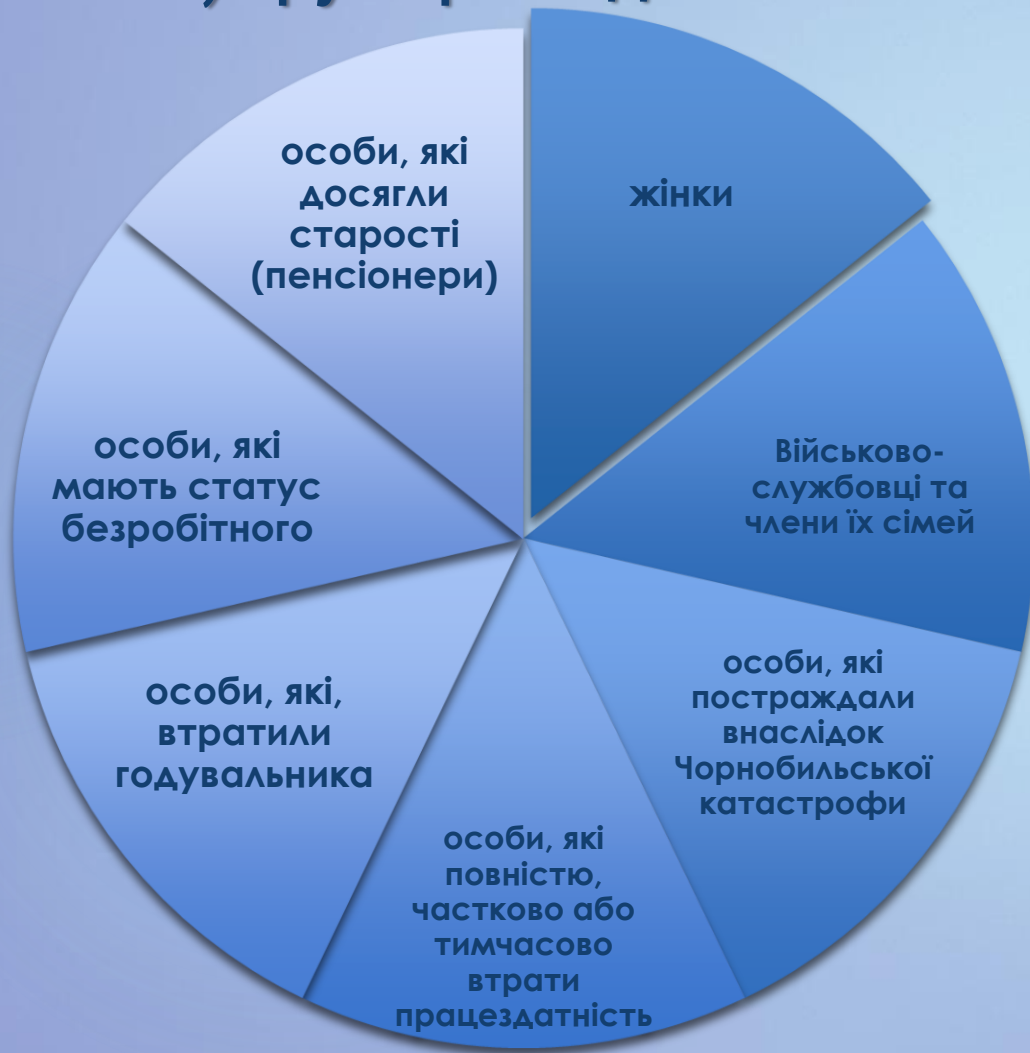 жінки
Військово-
службовці та
члени їх сімей
особи, які
постраждали
внаслідок
Чорнобильської
катастрофи
особи, які
повністю,
частково або
тимчасово
втрати
працездатність
особи, які,
втратили
годувальника
особи, які
мають статус
безробітного
особи, які
досягли
старості
(пенсіонери)